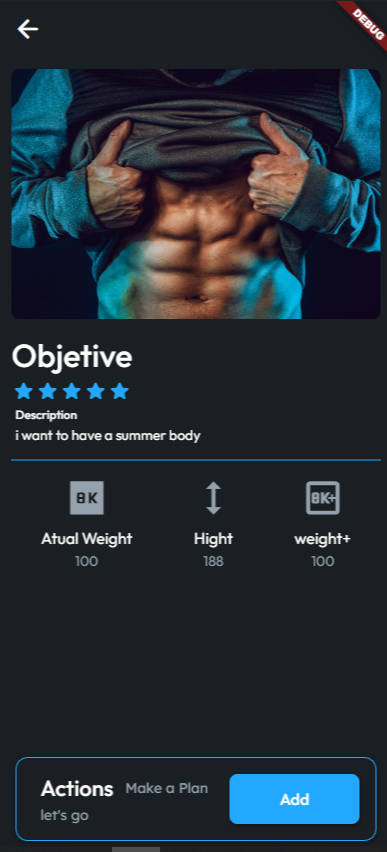 DEBUG
Objetive
Description
i want to have a summer body
8K 8K+
Atual Weight Hight weight+
100 188 100
Actions Make a Plan
let's go
Add